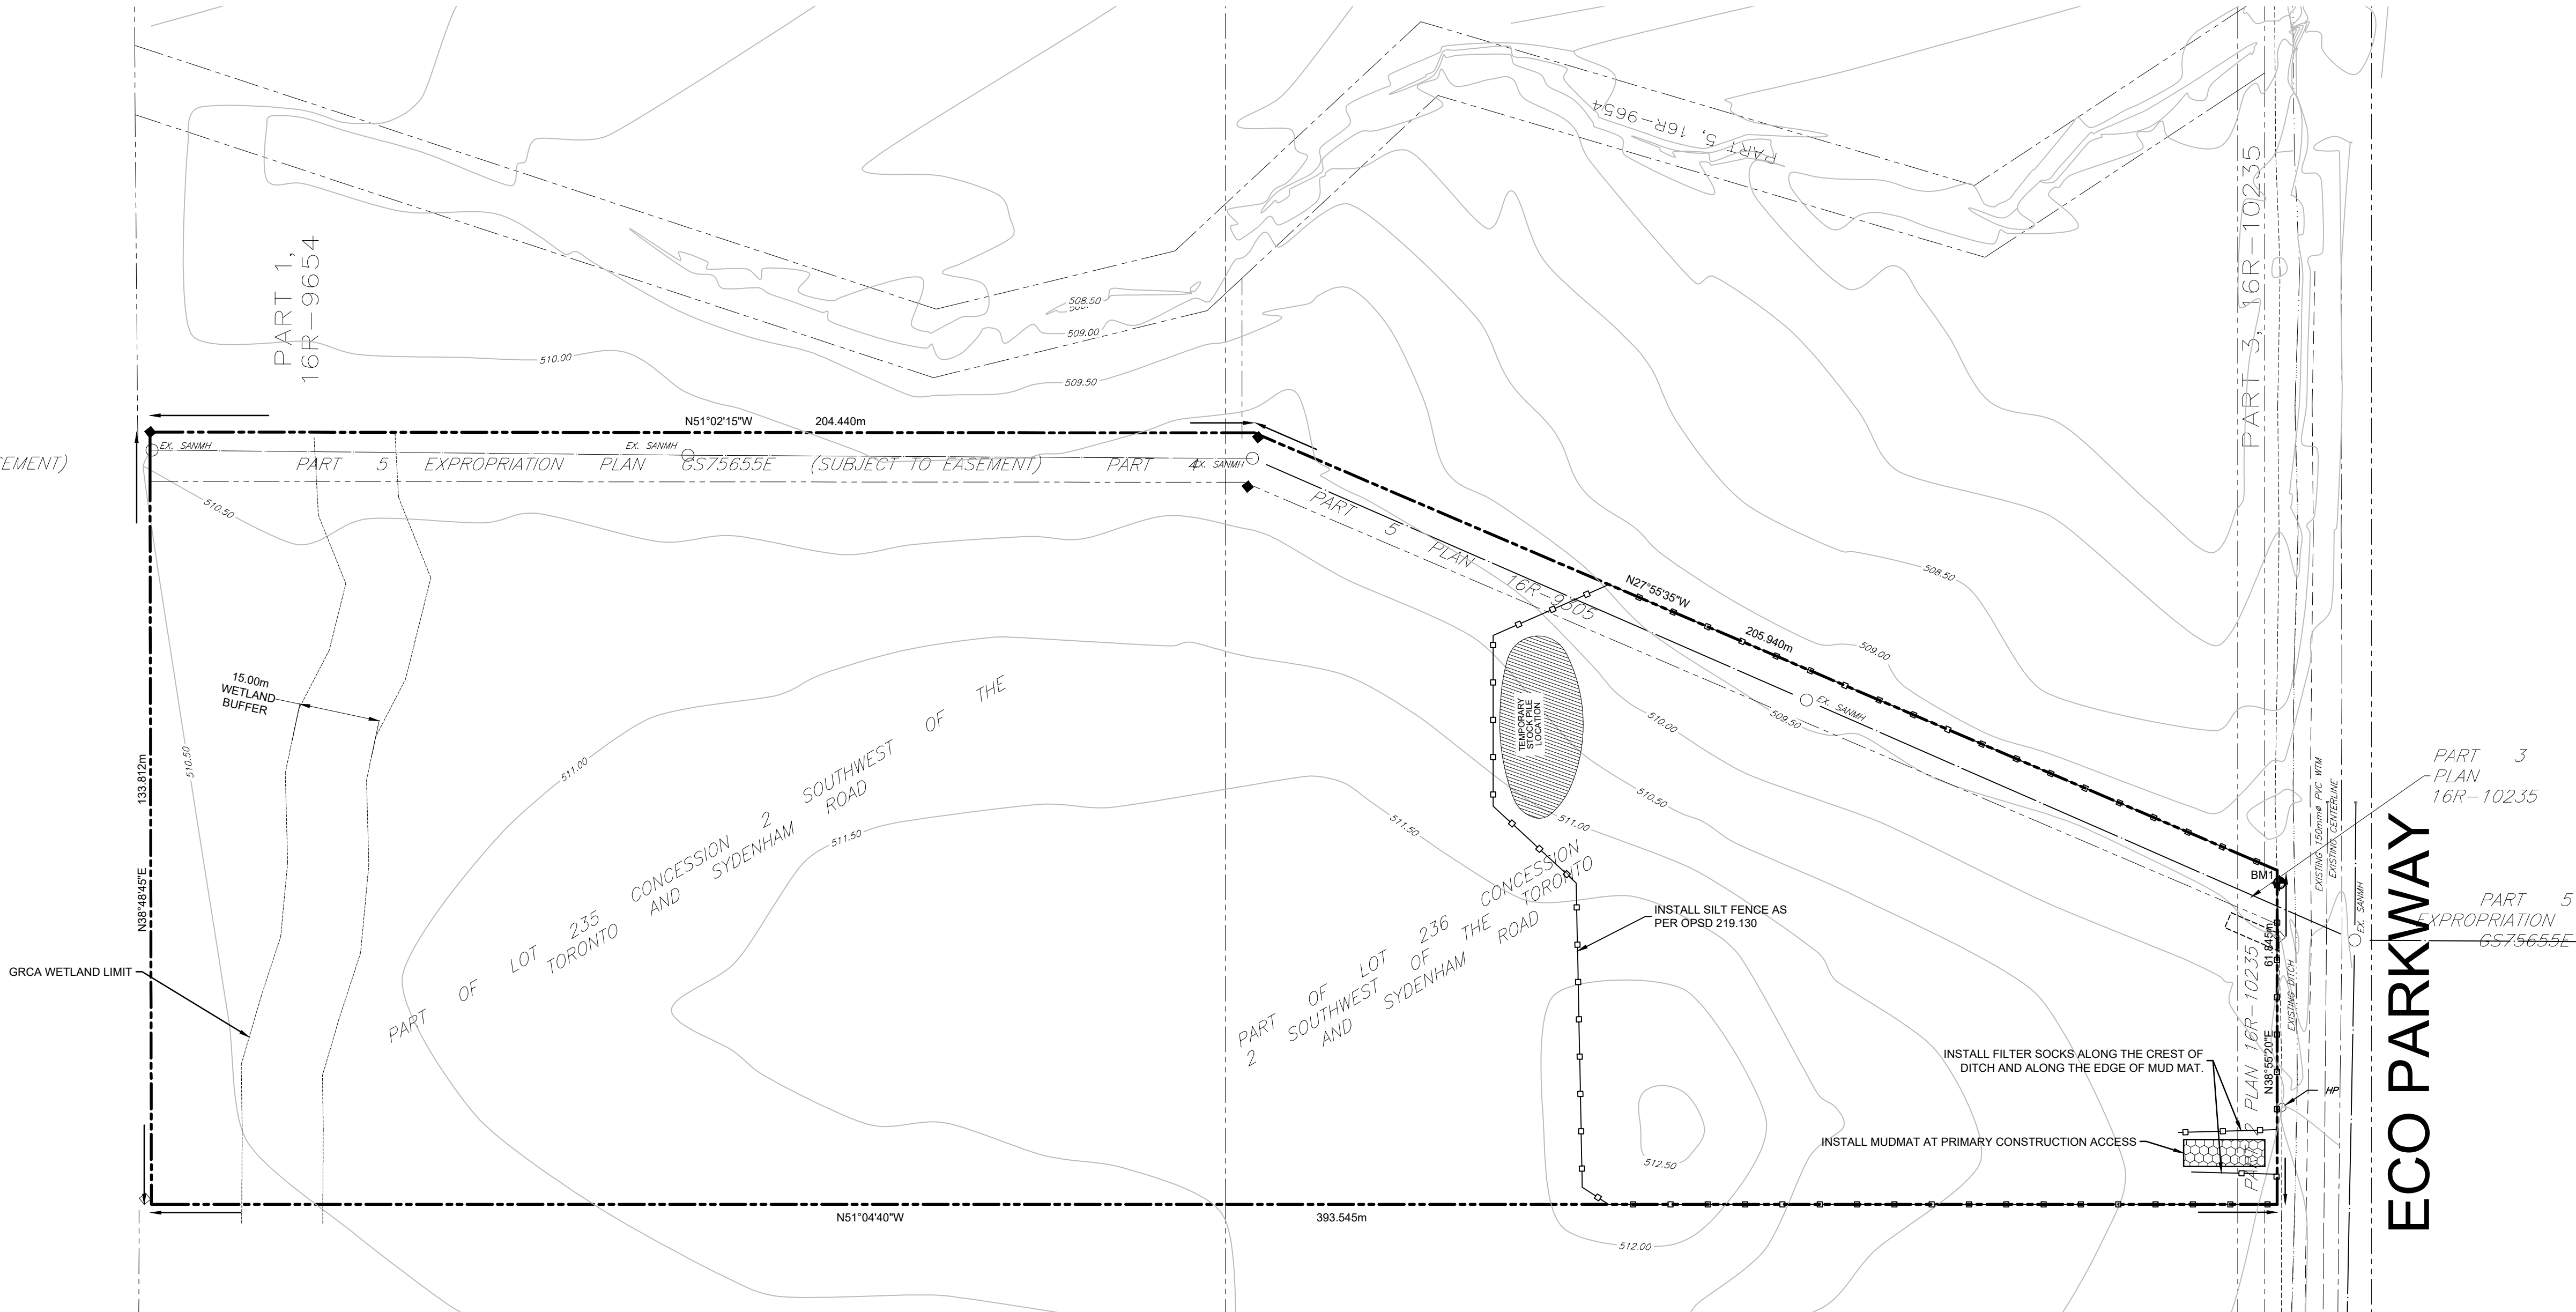 PART 5, 16R-9654
PART 3, 16R-10235
PART 1,
16R-9654
508.50
509.00
510.00
509.50
N51°02'15"W
204.440m
EX. SANMH
EX. SANMH
EX. SANMH
EMENT)
PART 5 EXPROPRIATION PLAN GS75655E (SUBJECT TO EASEMENT) PART 4
510.50
PART 5 PLAN 16R-9305
N27°55'35"W
205.940m
508.50
509.00
15.00m
WETLAND
BUFFER
TEMPORARY
STOCK PILE
LOCATION
EX. SANMH
510.00
509.50
510.50
133.812m
N38°48'45"E
511.00
511.50
511.50
510.50
511.00
PART OF LOT 235 CONCESSION 2 SOUTHWEST OF THE
TORONTO AND SYDENHAM ROAD
PART OF LOT 236 CONCESSION
2 SOUTHWEST OF THE TORONTO
AND SYDENHAM ROAD
EXISTING 150mmø PVC WTM
EXISTING CENTERLINE
PART 3
PLAN
16R-10235
BM1
EX. SANMH
PART 5
EXPROPRIATION
GS75655E
INSTALL SILT FENCE AS
PER OPSD 219.130
61.845m
N38°55'20"E
EXISTING DITCH
PART 2 PLAN 16R-10235
GRCA WETLAND LIMIT
INSTALL FILTER SOCKS ALONG THE CREST OF
DITCH AND ALONG THE EDGE OF MUD MAT.
HP
INSTALL MUDMAT AT PRIMARY CONSTRUCTION ACCESS
512.50
512.00
N51°04'40"W
393.545m
ECO PARKWAY